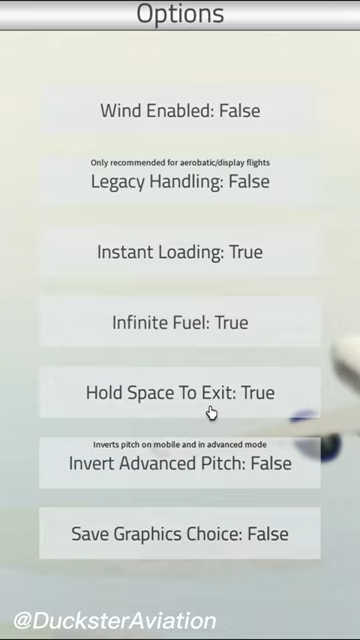 Options
Wind Enabled: False
Only recommended for aerobatic/display flights
Legacy Handling: False
Instant Loading: True
Infinite Fuel: True
Hold Space To Exit: True
Inverts pitch on mobile and in advanced mode
Invert Advanced Pitch: False
Save Graphics Choice: False
@DucksterAviation